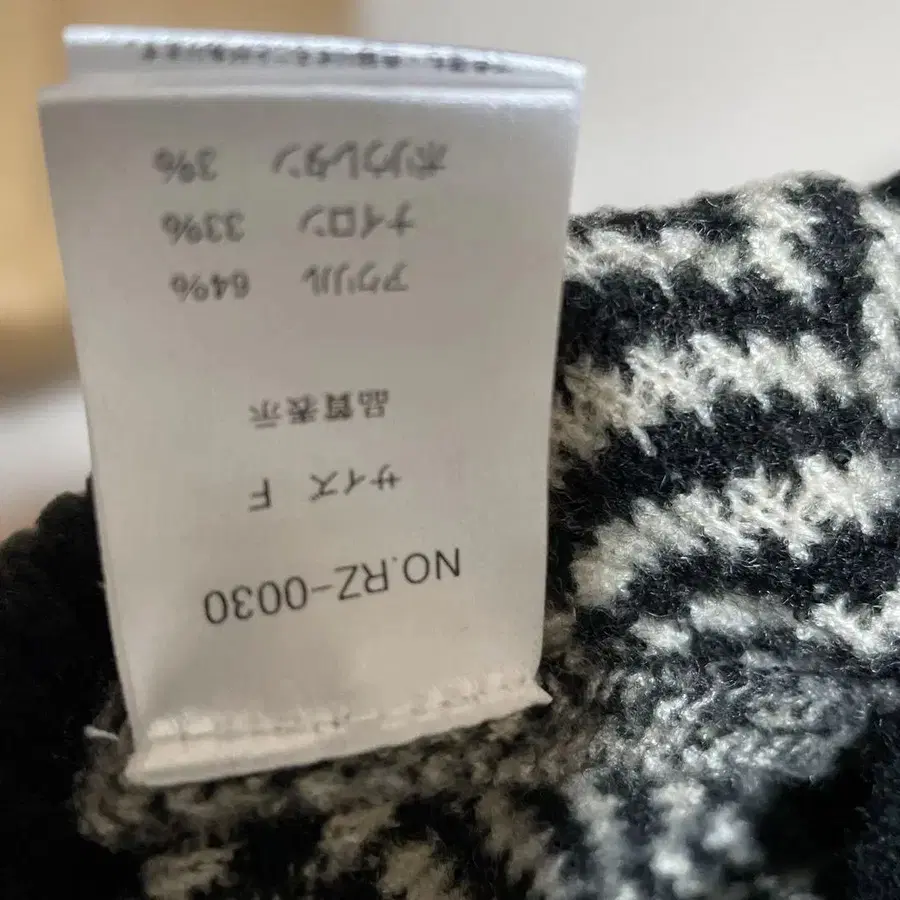 NO.RZ-0030
サイズ F
品質表示
アクリル 64%
ナイロン 33%
ポリウレタン 3%